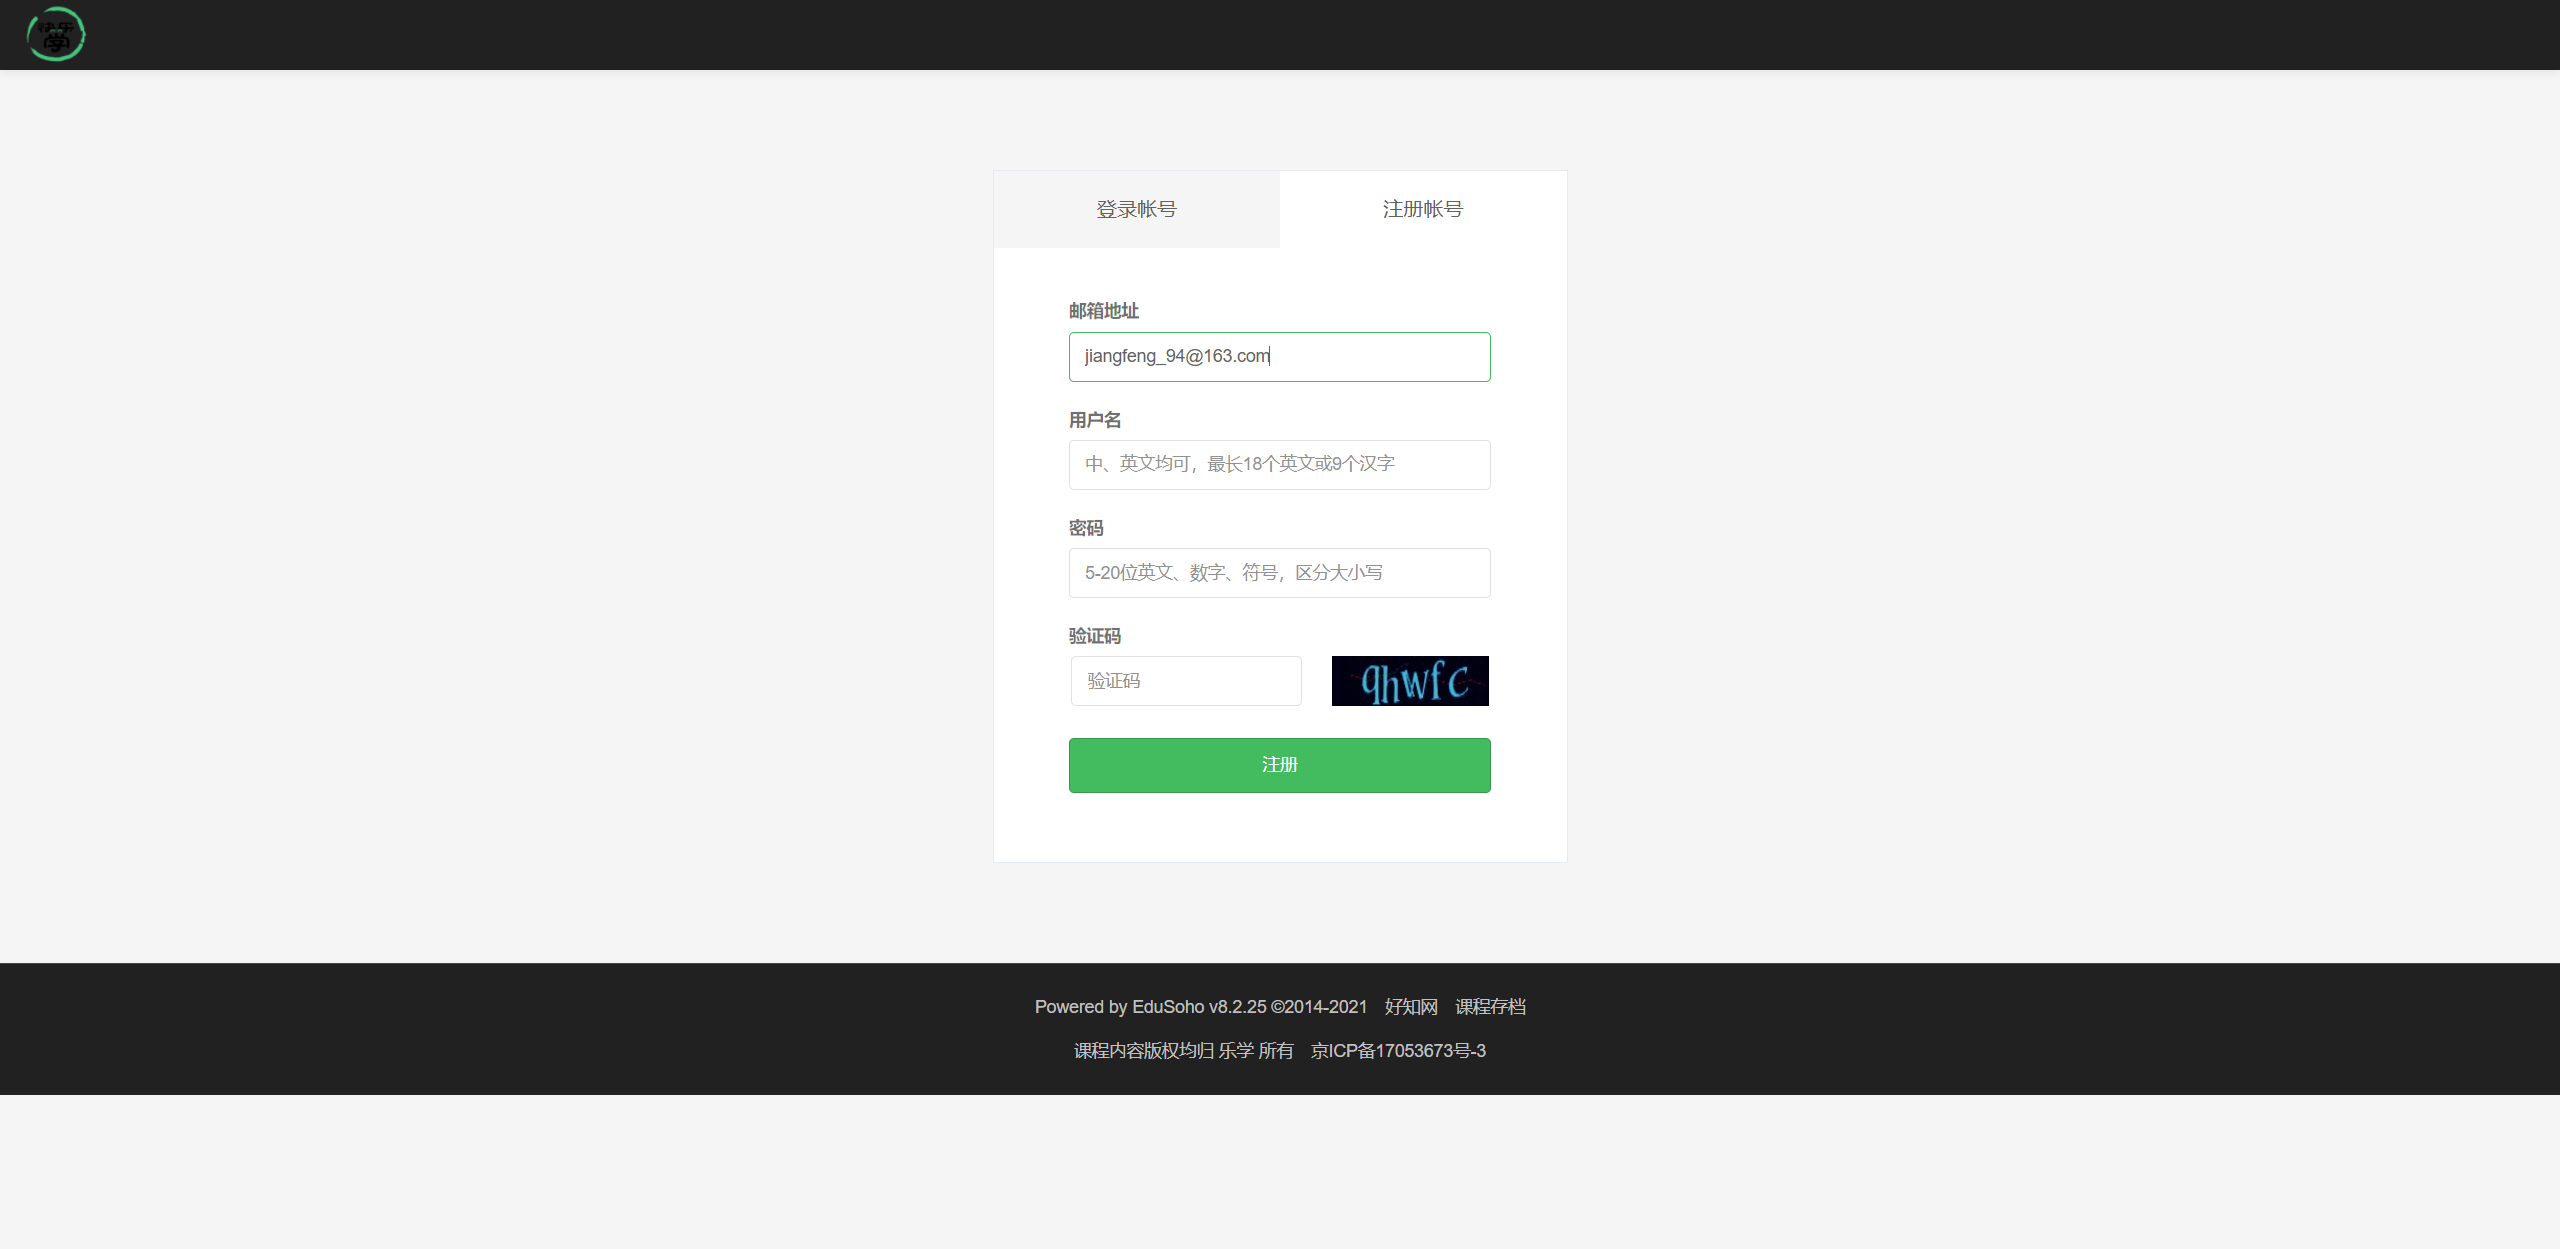 登录帐号 注册帐号
邮箱地址
jiangfeng_94@163.com
用户名
中、英文均可，最长18个英文或9个汉字
密码
5-20位英文、数字、符号，区分大小写
验证码
验证码 qhwfc
注册
Powered by EduSoho v8.2.25 ©2014-2021 好知网 课程存档
课程内容版权均归 乐学 所有 京ICP备17053673号-3